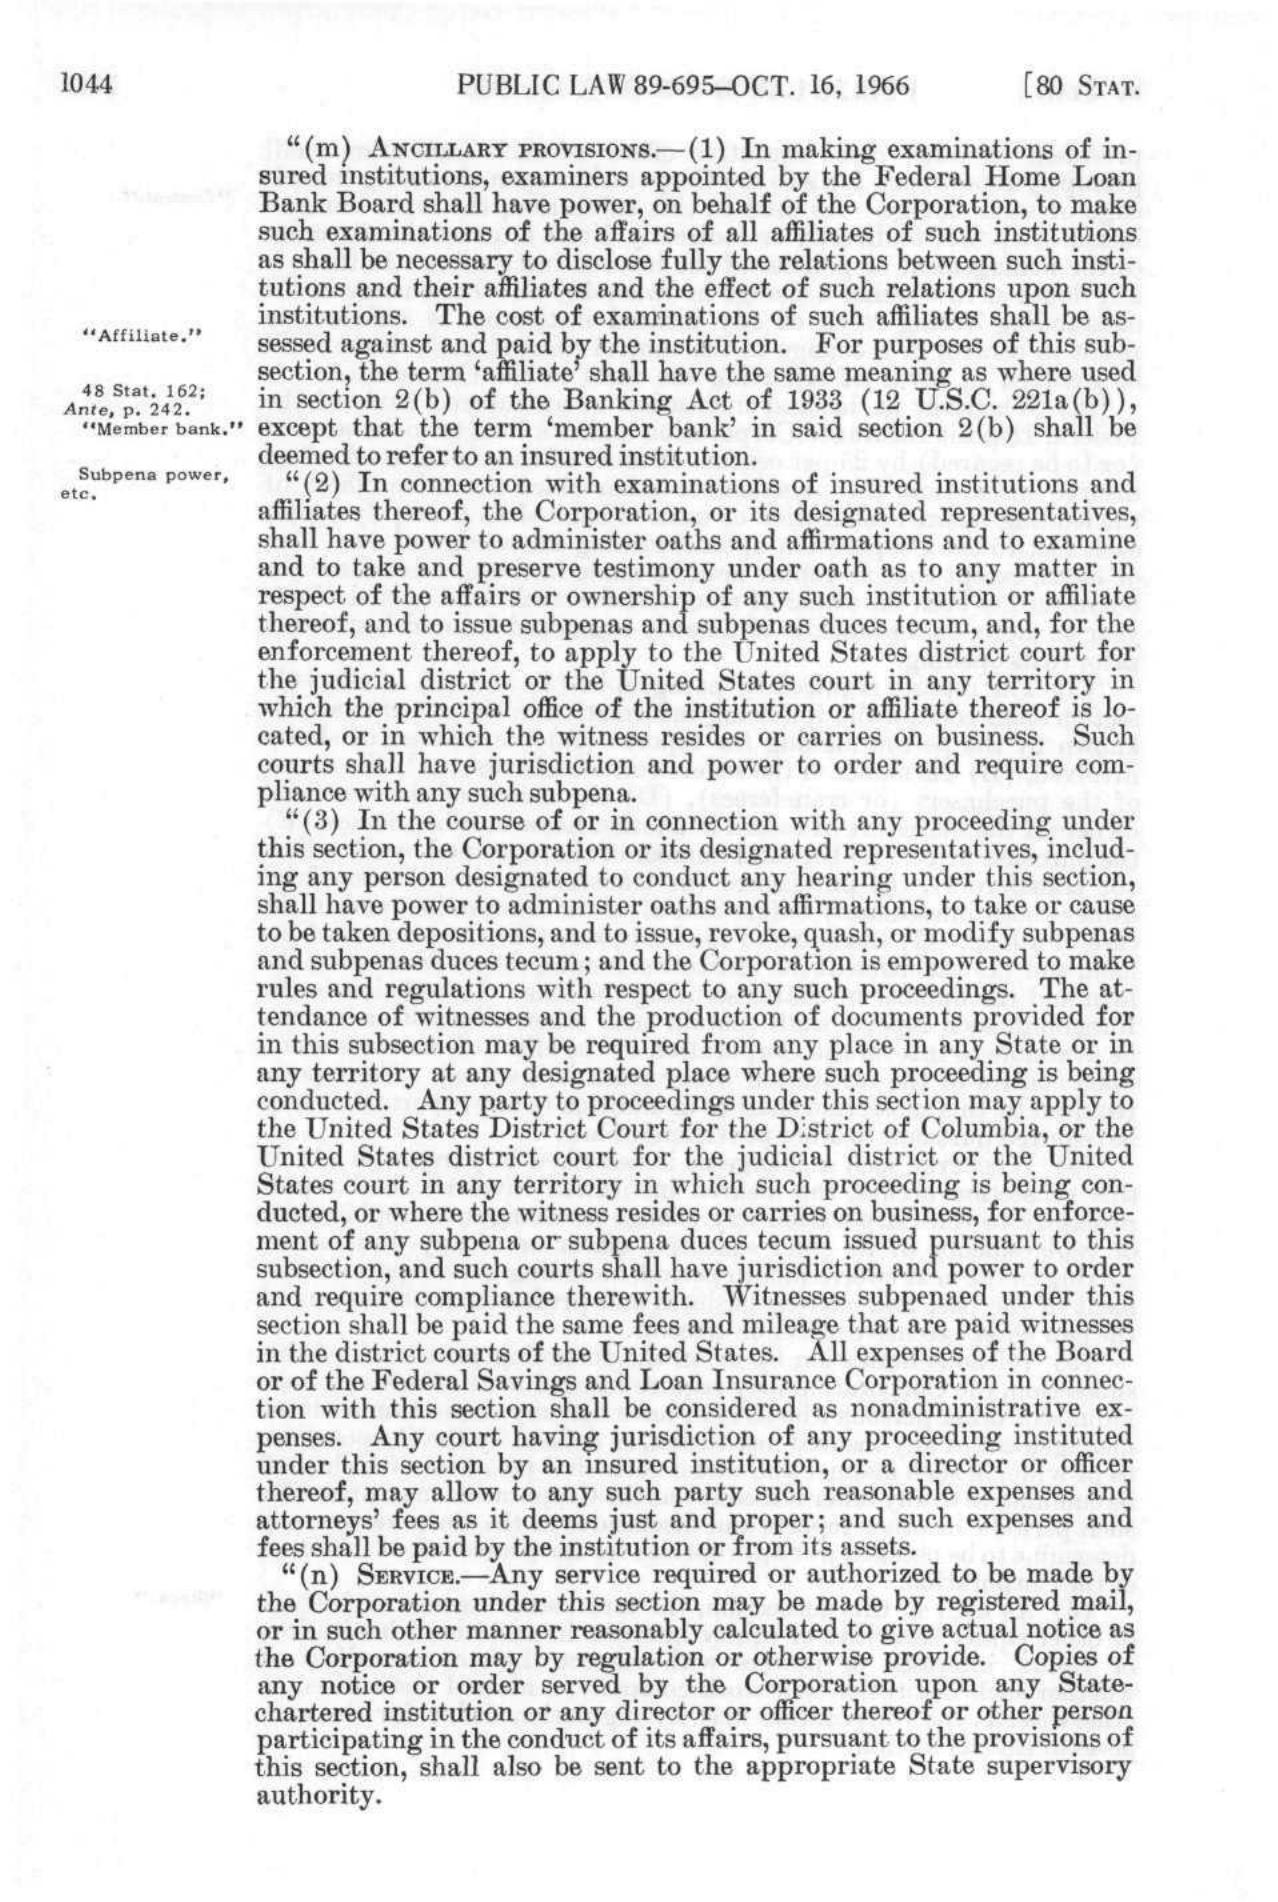 1044
PUBLIC LAW 89-695—OCT. 16, 1966
[80 STAT.
"(m) ANCILLARY PROVISIONS.—(1) In making examinations of in-
sured institutions, examiners appointed by the Federal Home Loan
Bank Board shall have power, on behalf of the Corporation, to make
such examinations of the affairs of all affiliates of such institutions
as shall be necessary to disclose fully the relations between such insti-
tutions and their affiliates and the effect of such relations upon such
institutions. The cost of examinations of such affiliates shall be as-
"Affiliate."
sessed against and paid by the institution. For purposes of this sub-
section, the term 'affiliate' shall have the same meaning as where used
48 Stat. 162;
Ante, p. 242.
in section 2(b) of the Banking Act of 1933 (12 U.S.C. 221a(b)),
"Member bank."
except that the term 'member bank' in said section 2(b) shall be
deemed to refer to an insured institution.
Subpena power,
etc.
"(2) In connection with examinations of insured institutions and
affiliates thereof, the Corporation, or its designated representatives,
shall have power to administer oaths and affirmations and to examine
and to take and preserve testimony under oath as to any matter in
respect of the affairs or ownership of any such institution or affiliate
thereof, and to issue subpenas and subpenas duces tecum, and, for the
enforcement thereof, to apply to the United States district court for
the judicial district or the United States court in any territory in
which the principal office of the institution or affiliate thereof is lo-
cated, or in which the witness resides or carries on business. Such
courts shall have jurisdiction and power to order and require com-
pliance with any such subpena.
"(3) In the course of or in connection with any proceeding under
this section, the Corporation or its designated representatives, includ-
ing any person designated to conduct any hearing under this section,
shall have power to administer oaths and affirmations, to take or cause
to be taken depositions, and to issue, revoke, quash, or modify subpenas
and subpenas duces tecum; and the Corporation is empowered to make
rules and regulations with respect to any such proceedings. The at-
tendance of witnesses and the production of documents provided for
in this subsection may be required from any place in any State or in
any territory at any designated place where such proceeding is being
conducted. Any party to proceedings under this section may apply to
the United States District Court for the District of Columbia, or the
United States district court for the judicial district or the United
States court in any territory in which such proceeding is being con-
ducted, or where the witness resides or carries on business, for enforce-
ment of any subpena or subpena duces tecum issued pursuant to this
subsection, and such courts shall have jurisdiction and power to order
and require compliance therewith. Witnesses subpenaed under this
section shall be paid the same fees and mileage that are paid witnesses
in the district courts of the United States. All expenses of the Board
or of the Federal Savings and Loan Insurance Corporation in connec-
tion with this section shall be considered as nonadministrative ex-
penses. Any court having jurisdiction of any proceeding instituted
under this section by an insured institution, or a director or officer
thereof, may allow to any such party such reasonable expenses and
attorneys' fees as it deems just and proper; and such expenses and
fees shall be paid by the institution or from its assets.
"(n) SERVICE.—Any service required or authorized to be made by
the Corporation under this section may be made by registered mail,
or in such other manner reasonably calculated to give actual notice as
the Corporation may by regulation or otherwise provide. Copies of
any notice or order served by the Corporation upon any State-
chartered institution or any director or officer thereof or other person
participating in the conduct of its affairs, pursuant to the provisions of
this section, shall also be sent to the appropriate State supervisory
authority.